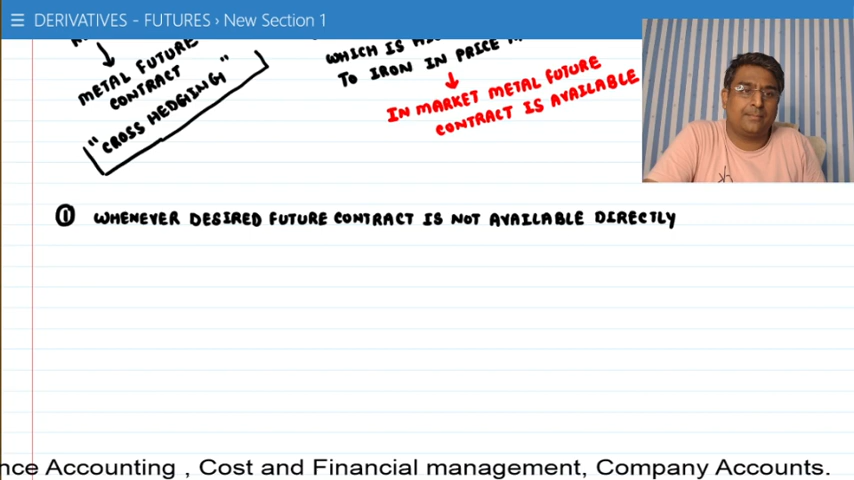 ☰ DERIVATIVES - FUTURES › New Section 1
METAL FUTURE
CONTRACT
"CROSS HEDGING"
WHICH IS
TO IRON IN PRICE
IN MARKET METAL FUTURE
CONTRACT IS AVAILABLE
① WHENEVER DESIRED FUTURE CONTRACT IS NOT AVAILABLE DIRECTLY
nce Accounting , Cost and Financial management, Company Accounts.